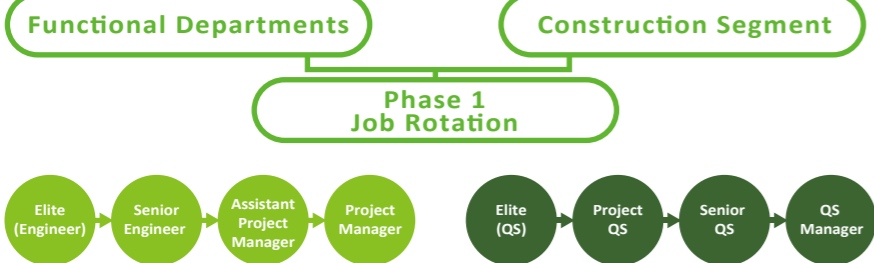 Functional Departments
Construction Segment
Phase 1
Job Rotation
Elite
(Engineer)
Senior
Engineer
Assistant
Project
Manager
Project
Manager
Elite
(QS)
Project
QS
Senior
QS
QS
Manager